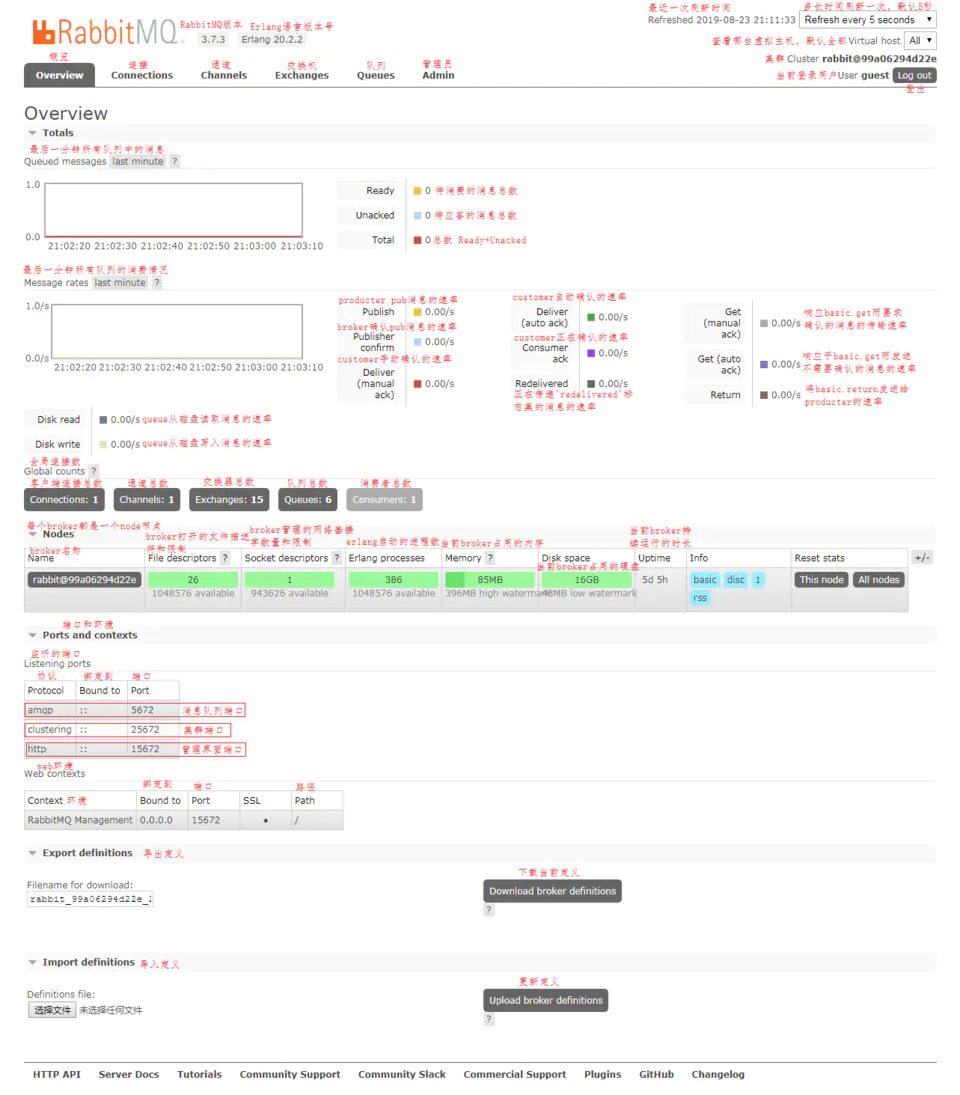 RabbitMQ RabbitMQ版本 Erlang语言版本号
3.7.3 Erlang 20.2.2
最近一次刷新时间 多长时间刷新一次，默认5秒
Refreshed 2019-08-23 21:11:33 Refresh every 5 seconds
查看哪台虚拟主机，默认全部 Virtual host All
集群 Cluster rabbit@99a06294d22e
当前登录用户 User guest Log out
登出
概览 连接 通道 交换机 队列 管理员
Overview Connections Channels Exchanges Queues Admin
Overview
Totals
最后一分钟所有队列中的消息
Queued messages last minute ?
1.0
0.0
21:02:20 21:02:30 21:02:40 21:02:50 21:03:00 21:03:10
Ready 0 待消费的消息总数
Unacked 0 待应答的消息总数
Total 0 总数 Ready+Unacked
最后一分钟所有队列的消费情况
Message rates last minute ?
1.0/s
0.0/s
21:02:20 21:02:30 21:02:40 21:02:50 21:03:00 21:03:10
producter pub消息的速率
Publish 0.00/s
broker确认pub消息的速率
Publisher confirm 0.00/s
customer手动确认的速率
Deliver (manual ack) 0.00/s
customer自动确认的速率
Deliver (auto ack) 0.00/s
customer正在确认的速率
Consumer ack 0.00/s
Redelivered 0.00/s
正在传递'redelivered'标
志集的消息的速率
Get (manual ack) 0.00/s 响应basic.get而要求
确认的消息的传输速率
Get (auto ack) 0.00/s 响应于basic.get而发送
不需要确认的消息的速率
Return 0.00/s 将basic.return发送给
producter的速率
Disk read 0.00/s queue从磁盘读取消息的速率
Disk write 0.00/s queue从磁盘写入消息的速率
全局连接数
Global counts ?
客户端连接总数 通道总数 交换器总数 队列总数 消费者总数
Connections: 1 Channels: 1 Exchanges: 15 Queues: 6 Consumers: 1
每个broker都是一个node节点
Nodes
broker名称 broker打开的文件描述符和限制 broker管理的网络套接字数量和限制 erlang启动的进程数 当前broker占用的内存 当前broker占用的硬盘 当前broker持续运行的时长
Name File descriptors ? Socket descriptors ? Erlang processes Memory ? Disk space Uptime Info Reset stats +/-
rabbit@99a06294d22e 26 1 386 85MB 16GB 5d 5h basic disc 1 This node All nodes
1048576 available 943626 available 1048576 available 396MB high watermark 48MB low watermark rss
端口和环境
Ports and contexts
监听的端口
Listening ports
协议 绑定到 端口
Protocol Bound to Port
amqp :: 5672 消息队列端口
clustering :: 25672 集群端口
http :: 15672 管理界面端口
web环境
Web contexts
绑定到 端口 路径
Context 环境 Bound to Port SSL Path
RabbitMQ Management 0.0.0.0 15672 ● /
Export definitions 导出定义
Filename for download:
rabbit_99a06294d22e_2
下载当前定义
Download broker definitions
?
Import definitions 导入定义
Definitions file:
选择文件 未选择任何文件
更新定义
Upload broker definitions
?
HTTP API Server Docs Tutorials Community Support Community Slack Commercial Support Plugins GitHub Changelog